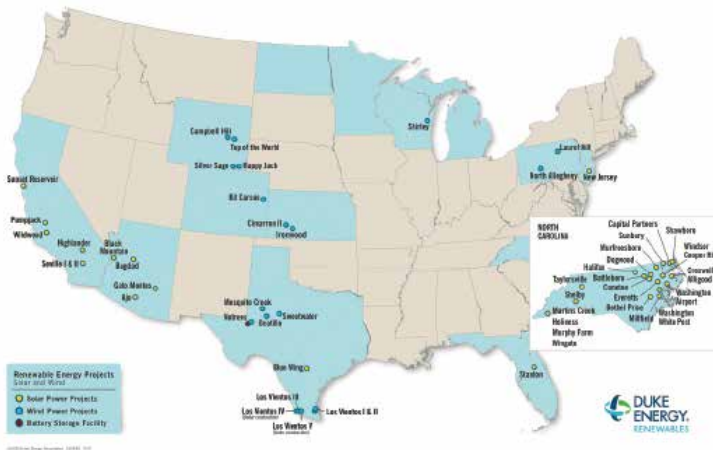 Campbell Hill
Top of the World
Silver Sage
Happy Jack
Shirley
Laurel Hill
North Allegheny
New Jersey
Sunset Reservoir
Kit Carson
Cimarron II
Ironwood
Pumpjack
Wildwood
Highlander
Seville I & II
Black
Mountain
Bagdad
Gato Montes
Ajo
Mesquite Creek
Notrees
Ocotillo
Sweetwater
Blue Wing
Los Vientos III
Los Vientos IV
Los Vientos V
Los Vientos I & II
Stanton
NORTH
CAROLINA
Capital Partners
Sunbury
Shawboro
Murfreesboro
Windsor
Dogwood
Halifax
Battleboro
Creswell
Alligood
Conetoe
Taylorsville
Shelby
Everetts
Bethel Price
Washington
Airport
Millfield
Washington
White Post
Martins Creek
Holiness
Murphy Farm
Wingate
Renewable Energy Projects
Solar and Wind
Solar Power Projects
Wind Power Projects
Battery Storage Facility
DUKE
ENERGY.
RENEWABLES